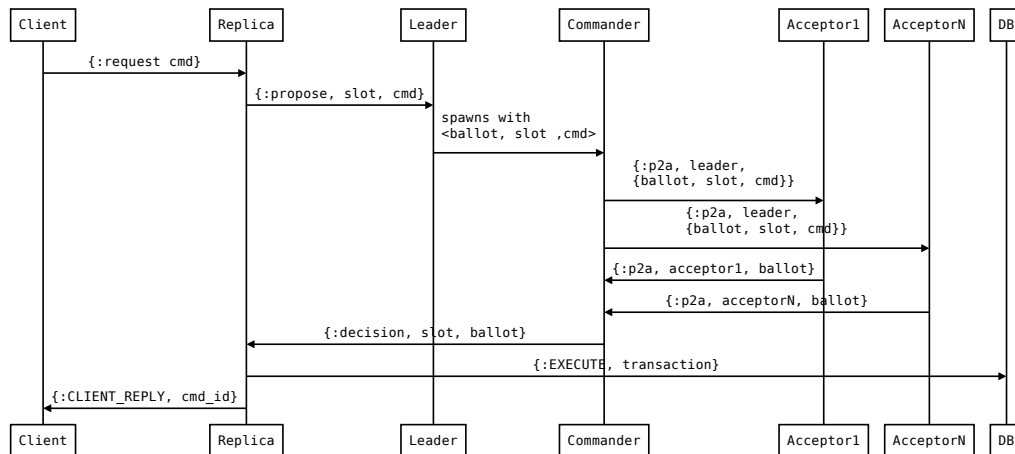 Client Replica Leader Commander Acceptor1 AcceptorN DB
{:request cmd}
{:propose, slot, cmd}
spawns with
<ballot, slot ,cmd>
{:p2a, leader,
{ballot, slot, cmd}}
{:p2a, leader,
{ballot, slot, cmd}}
{:p2a, acceptor1, ballot}
{:p2a, acceptorN, ballot}
{:decision, slot, ballot}
{:EXECUTE, transaction}
{:CLIENT_REPLY, cmd_id}
Client Replica Leader Commander Acceptor1 AcceptorN DB